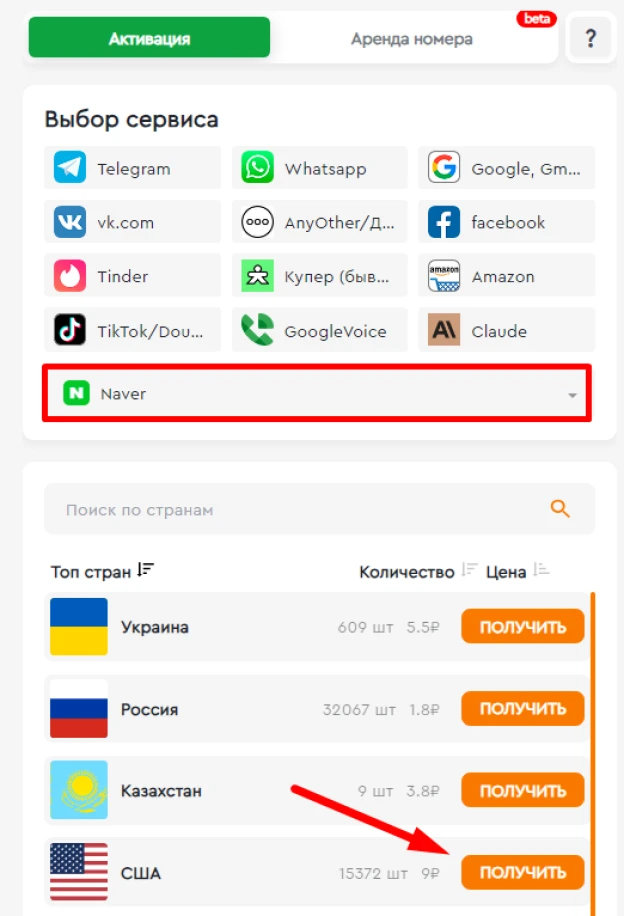 beta
Активация
Аренда номера
?
Выбор сервиса
Telegram
Whatsapp
Google, Gm...
vk.com
AnyOther/Д...
facebook
Tinder
Купер (быв...
Amazon
TikTok/Dou...
GoogleVoice
Claude
Naver
Поиск по странам
Топ стран
Количество
Цена
Украина 609 шт 5.5₽ ПОЛУЧИТЬ
Россия 32067 шт 1.8₽ ПОЛУЧИТЬ
Казахстан 9 шт 3.8₽ ПОЛУЧИТЬ
США 15372 шт 9₽ ПОЛУЧИТЬ